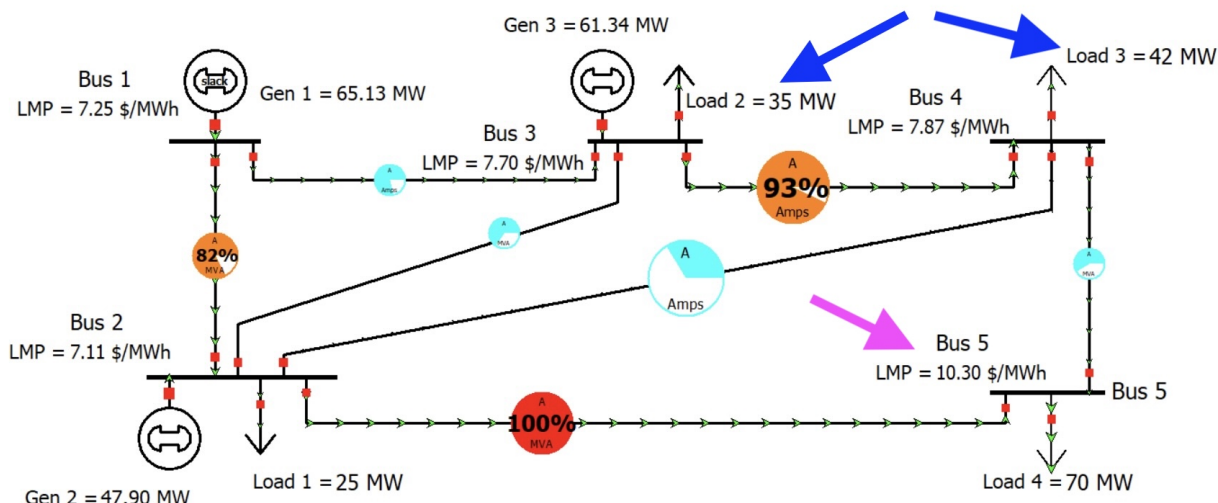 Gen 3 = 61.34 MW
Load 3 = 42 MW
Bus 1
slack
LMP = 7.25 $/MWh
Gen 1 = 65.13 MW
Load 2 = 35 MW
Bus 4
Bus 3
LMP = 7.87 $/MWh
LMP = 7.70 $/MWh
A
Amps
A
93%
Amps
A
MVA
A
82%
MVA
A
Amps
A
MVA
Bus 2
LMP = 7.11 $/MWh
Bus 5
LMP = 10.30 $/MWh
Bus 5
A
100%
MVA
Load 1 = 25 MW
Load 4 = 70 MW
Gen 2 = 47.90 MW